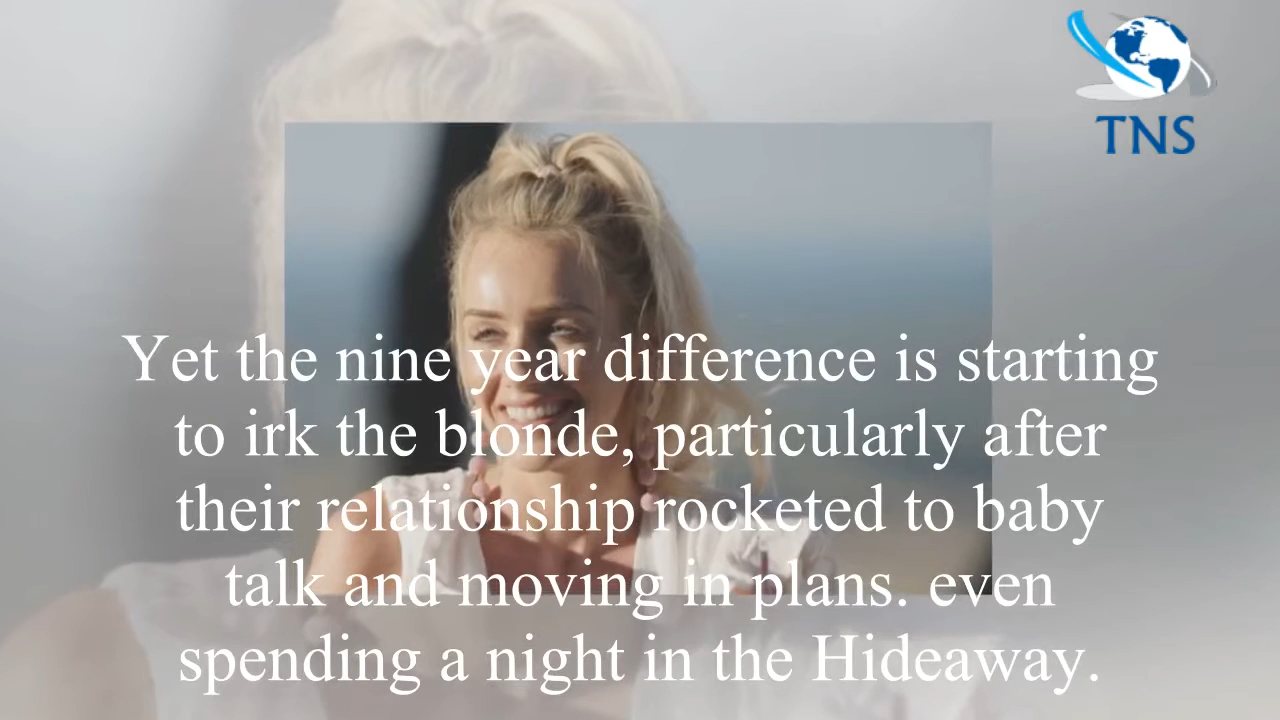 TNS
Yet the nine year difference is starting
to irk the blonde, particularly after
their relationship rocketed to baby
talk and moving in plans. even
spending a night in the Hideaway.